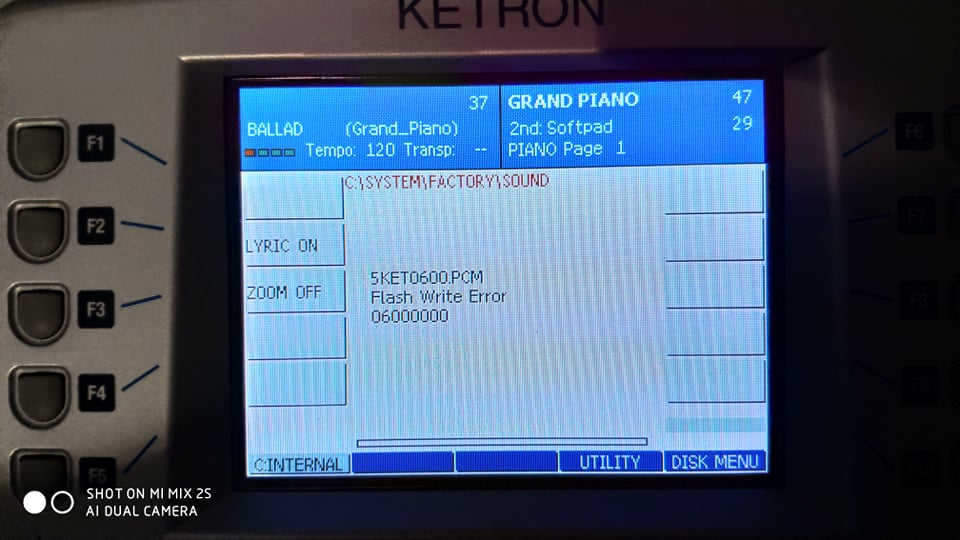 KETRON
37
BALLAD (Grand_Piano)
Tempo: 120 Transp: --
GRAND PIANO 47
2nd: Softpad 29
PIANO Page 1
C:\SYSTEM\FACTORY\SOUND
LYRIC ON
ZOOM OFF
5KET0600.PCM
Flash Write Error
06000000
C:INTERNAL
UTILITY
DISK MENU
F1
F2
F3
F4
F5
F6
F7
F8
F9
F10
SHOT ON MI MIX 2S
AI DUAL CAMERA